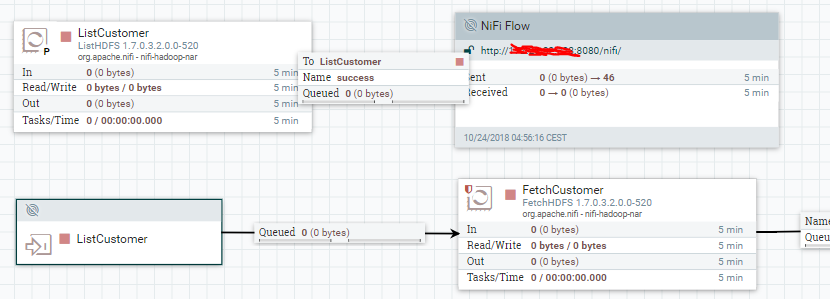 ListCustomer
ListHDFS 1.7.0.3.2.0.0-520
org.apache.nifi - nifi-hadoop-nar
P
In 0 (0 bytes) 5 min
Read/Write 0 bytes / 0 bytes 5 min
Out 0 (0 bytes) 5 min
Tasks/Time 0 / 00:00:00.000 5 min
To ListCustomer
Name success
Queued 0 (0 bytes)
NiFi Flow
http:// :8080/nifi/
0 (0 bytes) → 46 5 min
Received 0 → 0 (0 bytes) 5 min
10/24/2018 04:56:16 CEST
ListCustomer
Queued 0 (0 bytes)
FetchCustomer
FetchHDFS 1.7.0.3.2.0.0-520
org.apache.nifi - nifi-hadoop-nar
In 0 (0 bytes) 5 min
Read/Write 0 bytes / 0 bytes 5 min
Out 0 (0 bytes) 5 min
Tasks/Time 0 / 00:00:00.000 5 min
Name
Queu